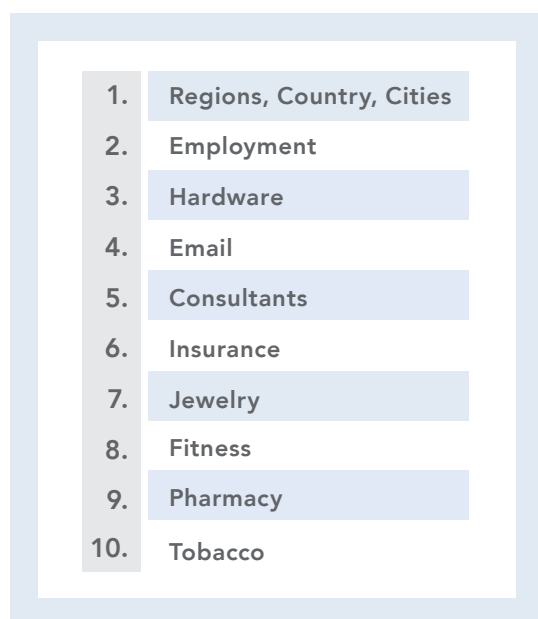 1. Regions, Country, Cities
2. Employment
3. Hardware
4. Email
5. Consultants
6. Insurance
7. Jewelry
8. Fitness
9. Pharmacy
10. Tobacco